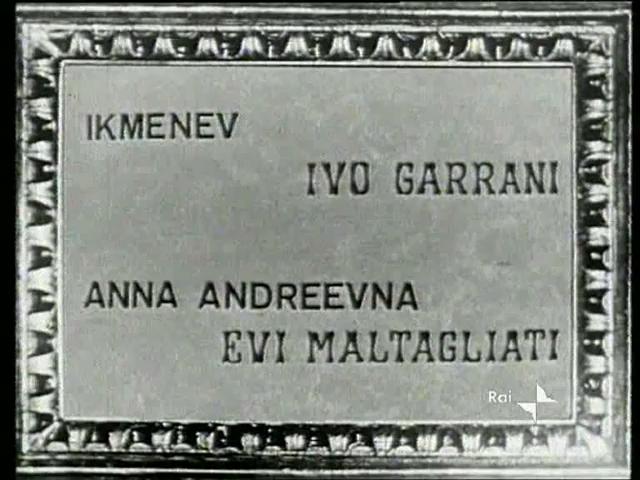 IKMENEV
IVO GARRANI
ANNA ANDREEVNA
EVI MALTAGLIATI
Rai